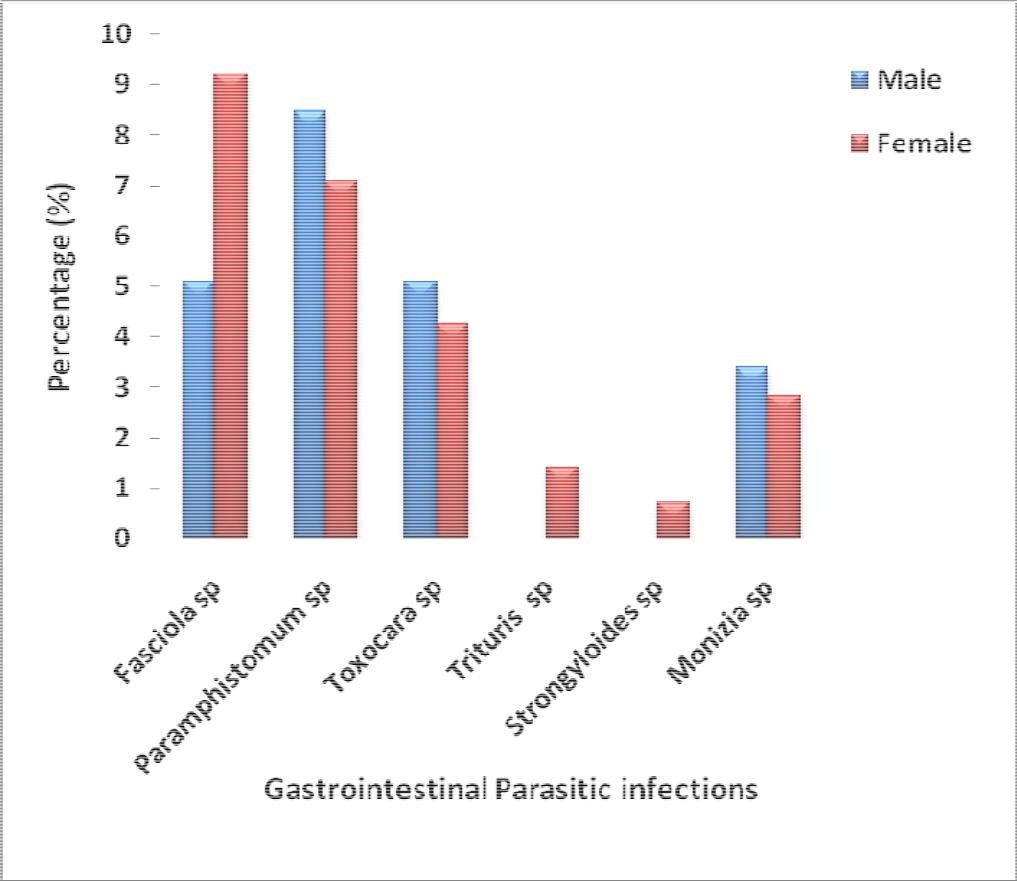 10
9
8
7
6
5
4
3
2
1
0
Percentage (%)
Male
Female
Fasciola sp
Paramphistomum sp
Toxocara sp
Trituris sp
Strongyloides sp
Monizia sp
Gastrointestinal Parasitic infections